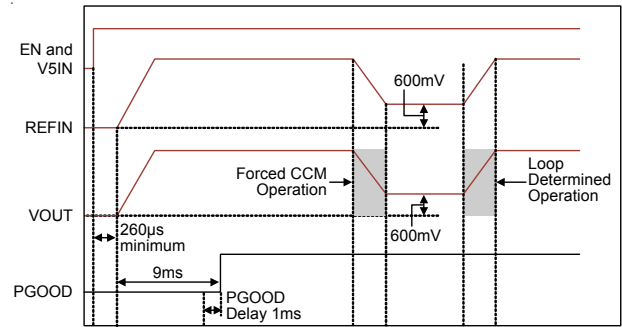 EN and
V5IN
600mV
REFIN
Forced CCM
Operation
Loop
Determined
Operation
VOUT
260µs
minimum
600mV
9ms
PGOOD
PGOOD
Delay 1ms